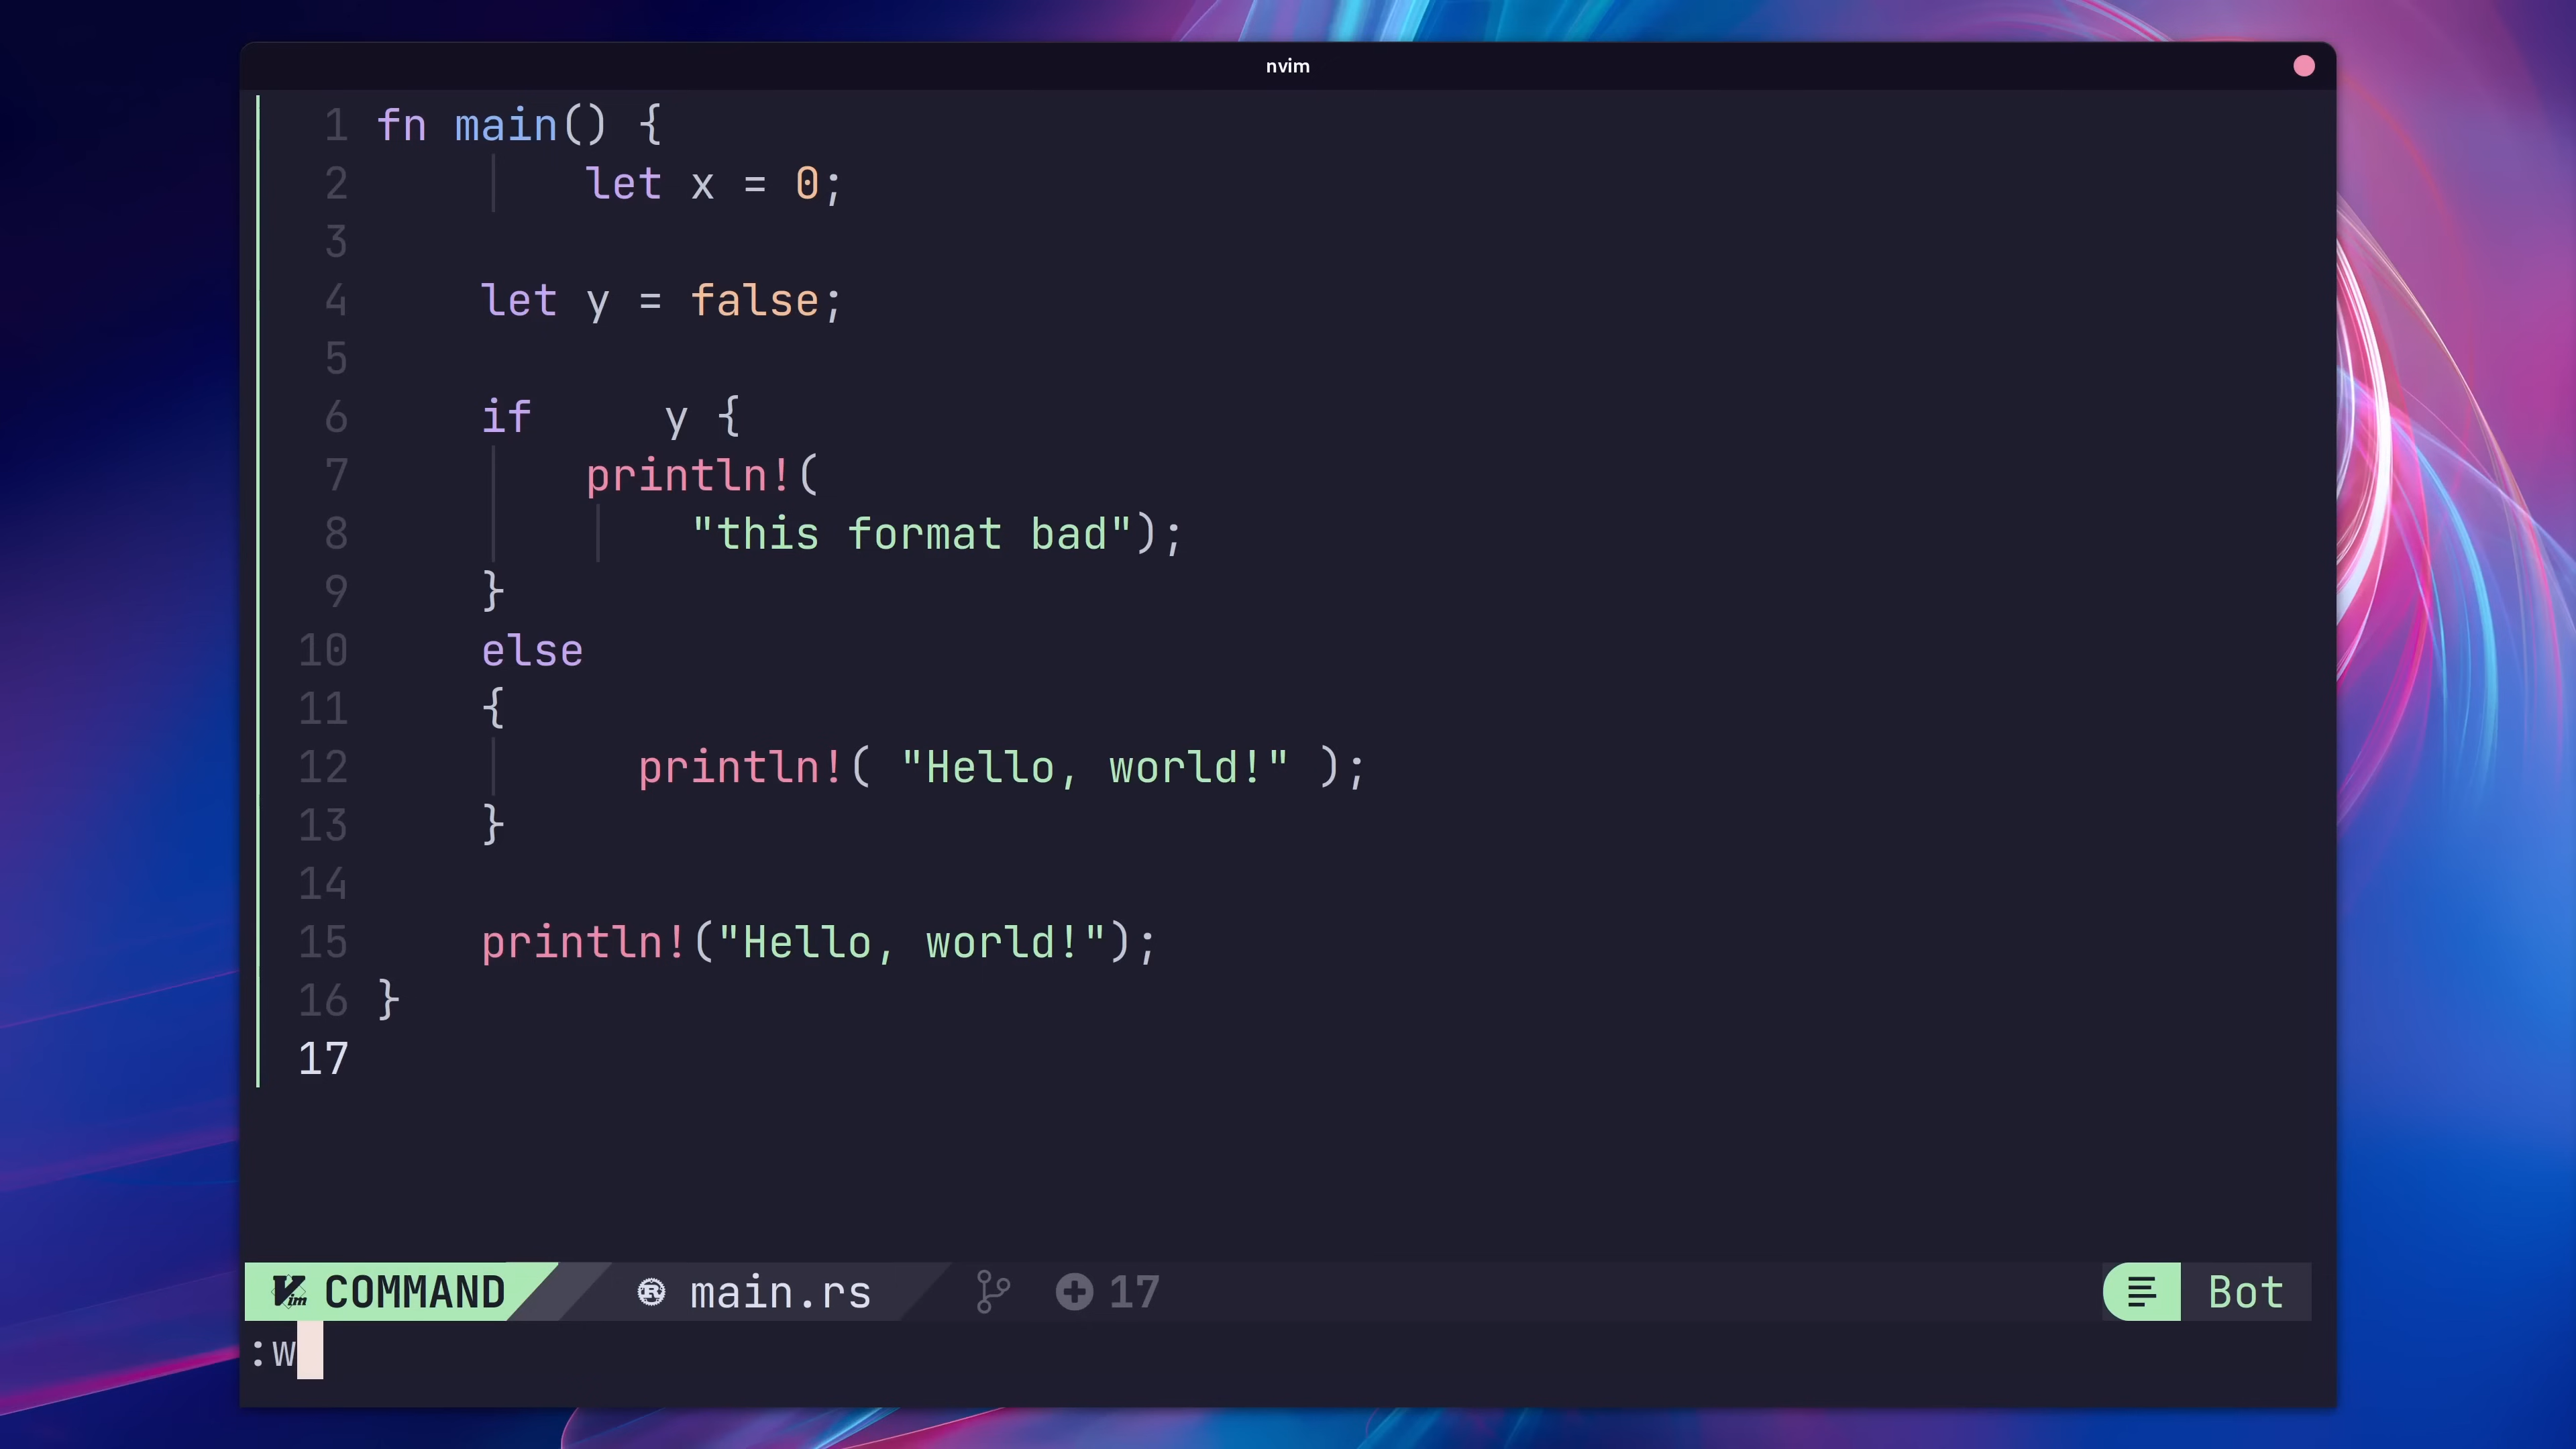 nvim
1 fn main() {
2         let x = 0;
3
4     let y = false;
5
6     if     y {
7         println!(
8             "this format bad");
9     }
10     else
11     {
12           println!( "Hello, world!" );
13     }
14
15     println!("Hello, world!");
16 }
17
COMMAND main.rs 17 Bot
:w